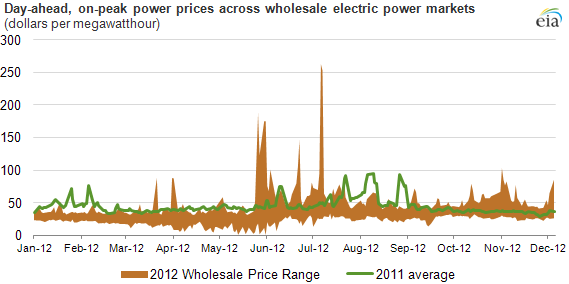 Day-ahead, on-peak power prices across wholesale electric power markets
(dollars per megawatthour)
eia
300
250
200
150
100
50
0
Jan-12 Feb-12 Mar-12 Apr-12 May-12 Jun-12 Jul-12 Aug-12 Sep-12 Oct-12 Nov-12 Dec-12
2012 Wholesale Price Range 2011 average